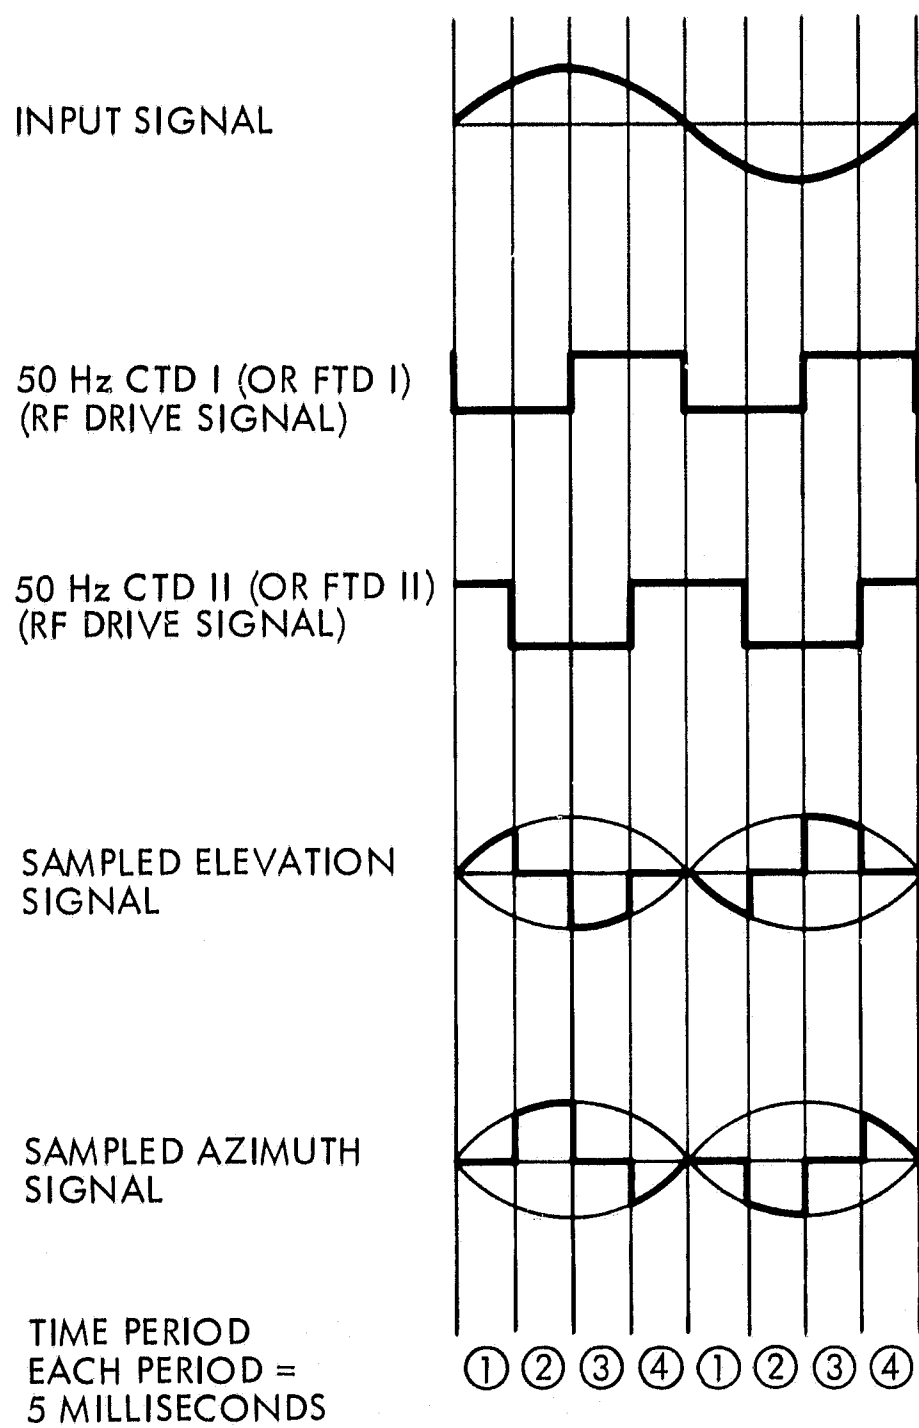 INPUT SIGNAL
50 Hz CTD I (OR FTD I)
(RF DRIVE SIGNAL)
50 Hz CTD II (OR FTD II)
(RF DRIVE SIGNAL)
SAMPLED ELEVATION
SIGNAL
SAMPLED AZIMUTH
SIGNAL
TIME PERIOD
EACH PERIOD =
5 MILLISECONDS
① ② ③ ④ ① ② ③ ④